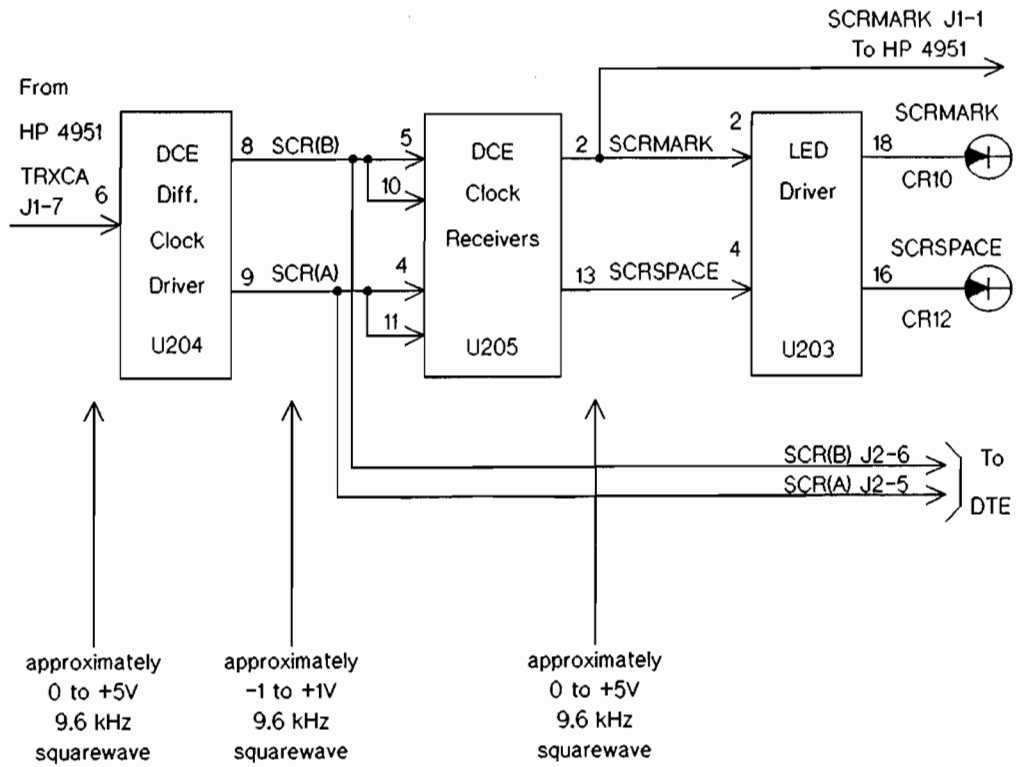 SCRMARK J1-1
To HP 4951
From
HP 4951
TRXCA
J1-7
6
DCE
Diff.
Clock
Driver
U204
8
SCR(B)
9
SCR(A)
5
10
4
11
DCE
Clock
Receivers
U205
2
SCRMARK
13
SCRSPACE
2
4
LED
Driver
U203
18
SCRMARK
CR10
16
SCRSPACE
CR12
SCR(B) J2-6
SCR(A) J2-5
To
DTE
approximately
0 to +5V
9.6 kHz
squarewave
approximately
-1 to +1V
9.6 kHz
squarewave
approximately
0 to +5V
9.6 kHz
squarewave